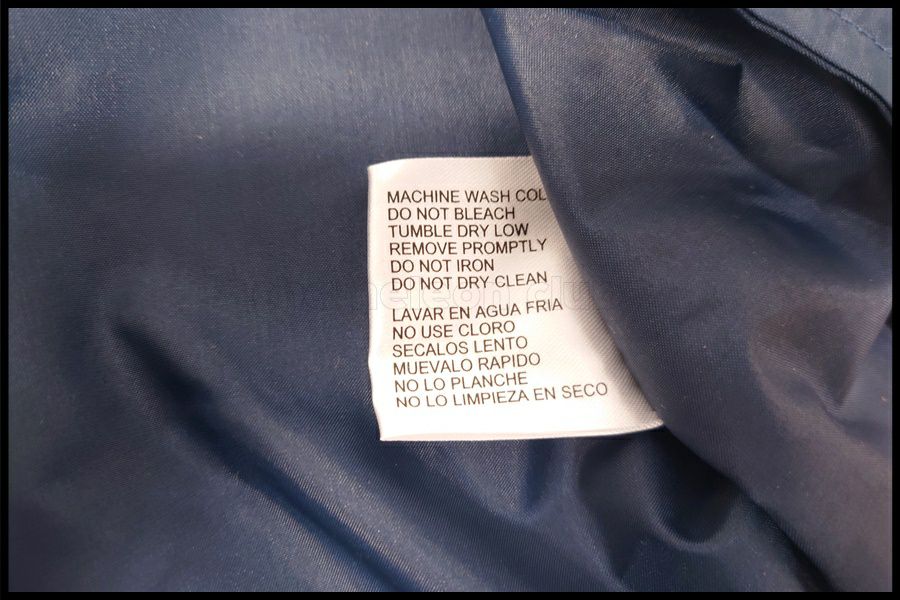 MACHINE WASH COL
DO NOT BLEACH
TUMBLE DRY LOW
REMOVE PROMPTLY
DO NOT IRON
DO NOT DRY CLEAN
LAVAR EN AGUA FRIA
NO USE CLORO
SECALOS LENTO
MUEVALO RAPIDO
NO LO PLANCHE
NO LO LIMPIEZA EN SECO